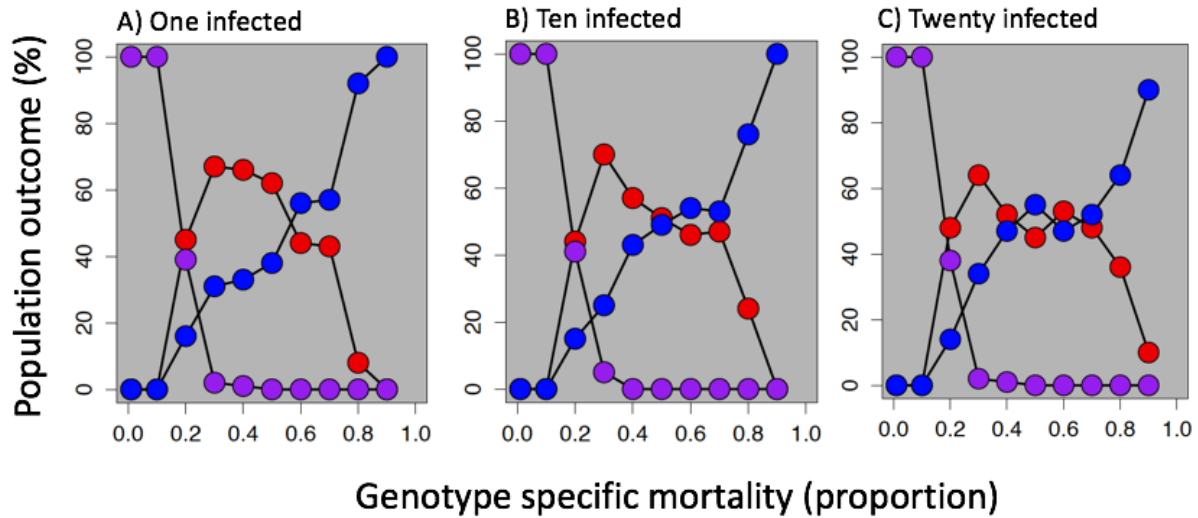 A) One infected
B) Ten infected
C) Twenty infected
Population outcome (%)
0 20 40 60 80 100
0.0 0.2 0.4 0.6 0.8 1.0
0 20 40 60 80 100
0.0 0.2 0.4 0.6 0.8 1.0
0 20 40 60 80 100
0.0 0.2 0.4 0.6 0.8 1.0
Genotype specific mortality (proportion)